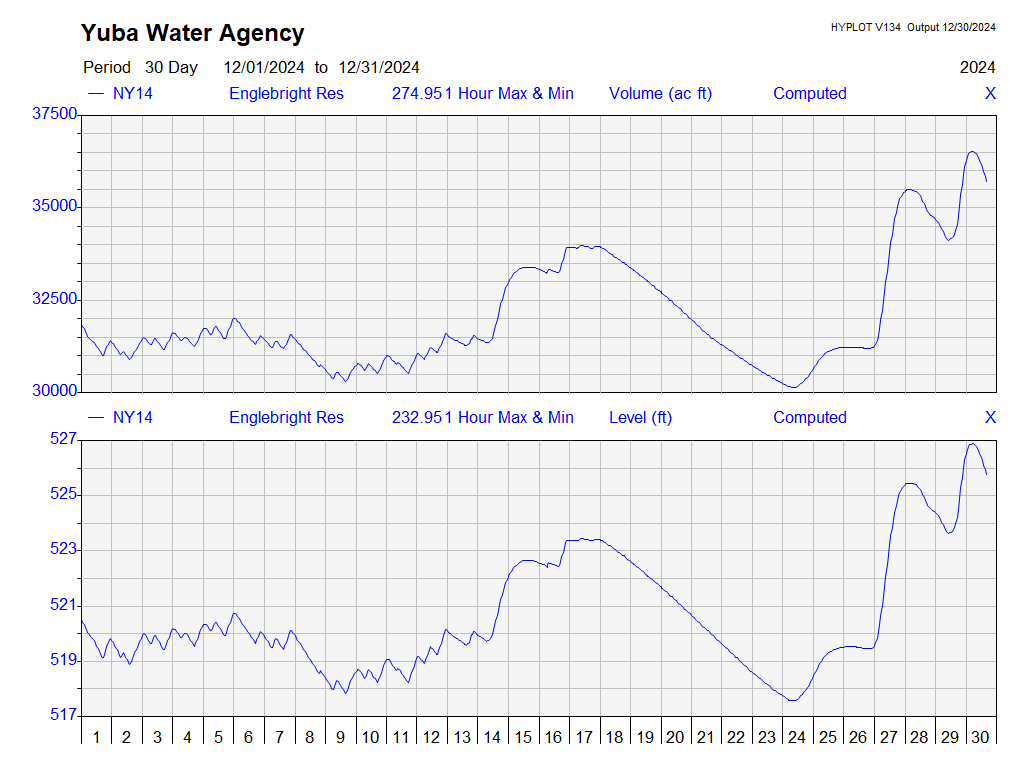 Yuba Water Agency
HYPLOT V134 Output 12/30/2024
Period 30 Day 12/01/2024 to 12/31/2024 2024
NY14 Englebright Res 274.951 Hour Max & Min Volume (ac ft) Computed X
37500
35000
32500
30000
NY14 Englebright Res 232.951 Hour Max & Min Level (ft) Computed X
527
525
523
521
519
517
1 2 3 4 5 6 7 8 9 10 11 12 13 14 15 16 17 18 19 20 21 22 23 24 25 26 27 28 29 30